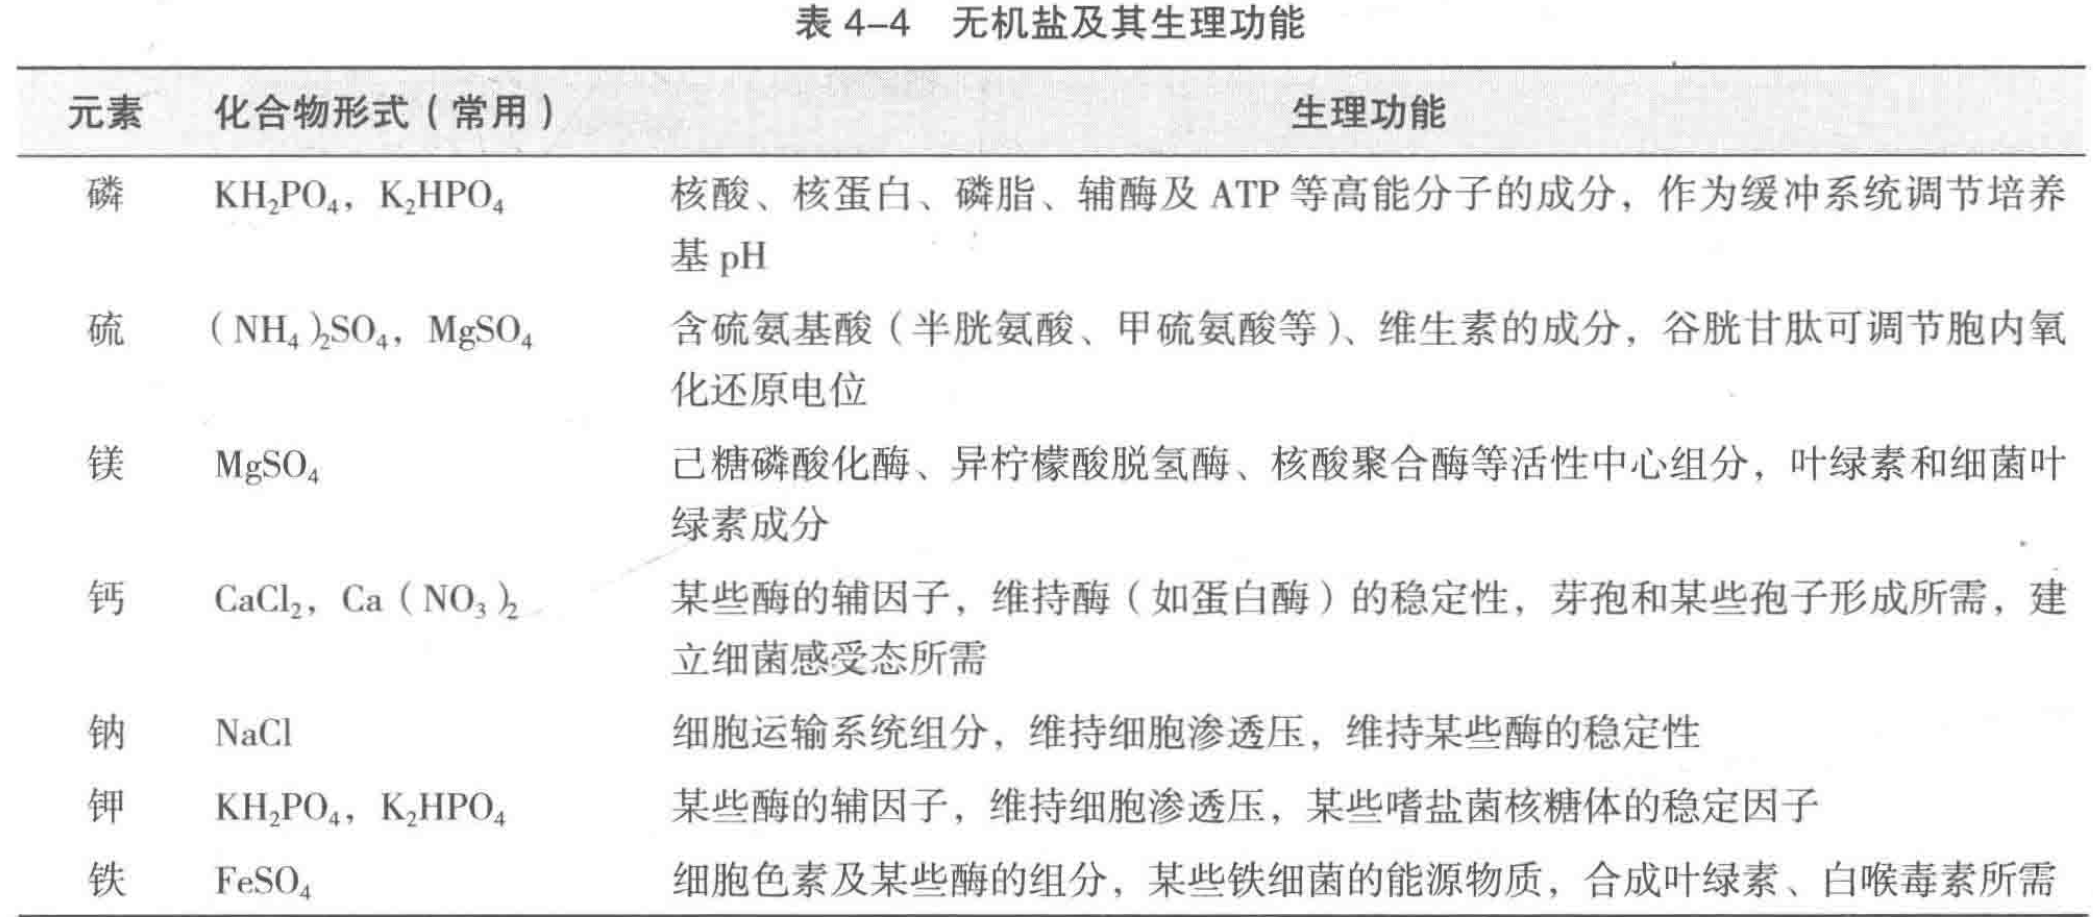 表 4–4 无机盐及其生理功能
元素 化合物形式（常用） 生理功能
磷 KH₂PO₄，K₂HPO₄ 核酸、核蛋白、磷脂、辅酶及 ATP 等高能分子的成分，作为缓冲系统调节培养
基 pH
硫 （NH₄）₂SO₄，MgSO₄ 含硫氨基酸（半胱氨酸、甲硫氨酸等）、维生素的成分，谷胱甘肽可调节胞内氧
化还原电位
镁 MgSO₄ 己糖磷酸化酶、异柠檬酸脱氢酶、核酸聚合酶等活性中心组分，叶绿素和细菌叶
绿素成分
钙 CaCl₂，Ca（NO₃）₂ 某些酶的辅因子，维持酶（如蛋白酶）的稳定性，芽孢和某些孢子形成所需，建
立细菌感受态所需
钠 NaCl 细胞运输系统组分，维持细胞渗透压，维持某些酶的稳定性
钾 KH₂PO₄，K₂HPO₄ 某些酶的辅因子，维持细胞渗透压，某些嗜盐菌核糖体的稳定因子
铁 FeSO₄ 细胞色素及某些酶的组分，某些铁细菌的能源物质，合成叶绿素、白喉毒素所需